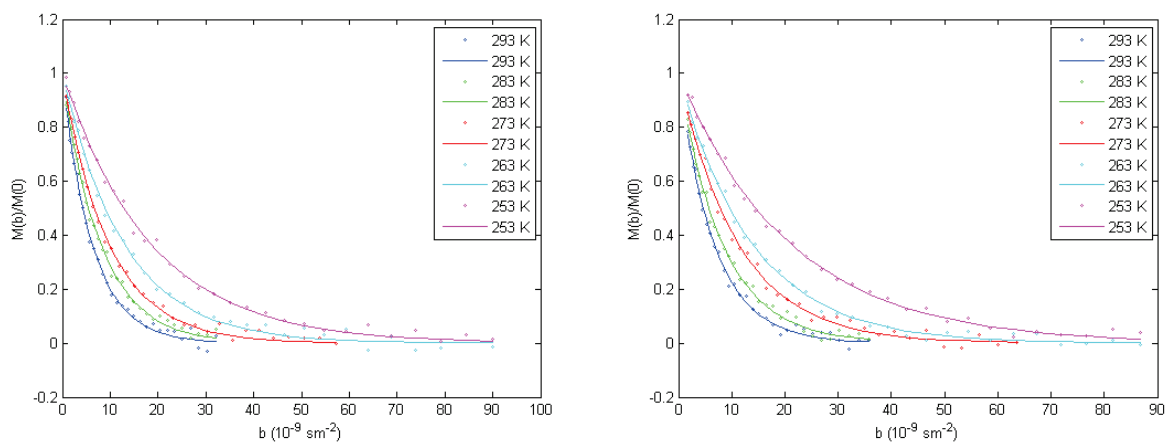 1.2
1
0.8
0.6
0.4
0.2
0
-0.2
M(b)/M(0)
0 10 20 30 40 50 60 70 80 90 100
b (10-9 sm-2)
293 K
293 K
283 K
283 K
273 K
273 K
263 K
263 K
253 K
253 K
1.2
1
0.8
0.6
0.4
0.2
0
-0.2
M(b)/M(0)
0 10 20 30 40 50 60 70 80 90
b (10-9 sm-2)
293 K
293 K
283 K
283 K
273 K
273 K
263 K
263 K
253 K
253 K